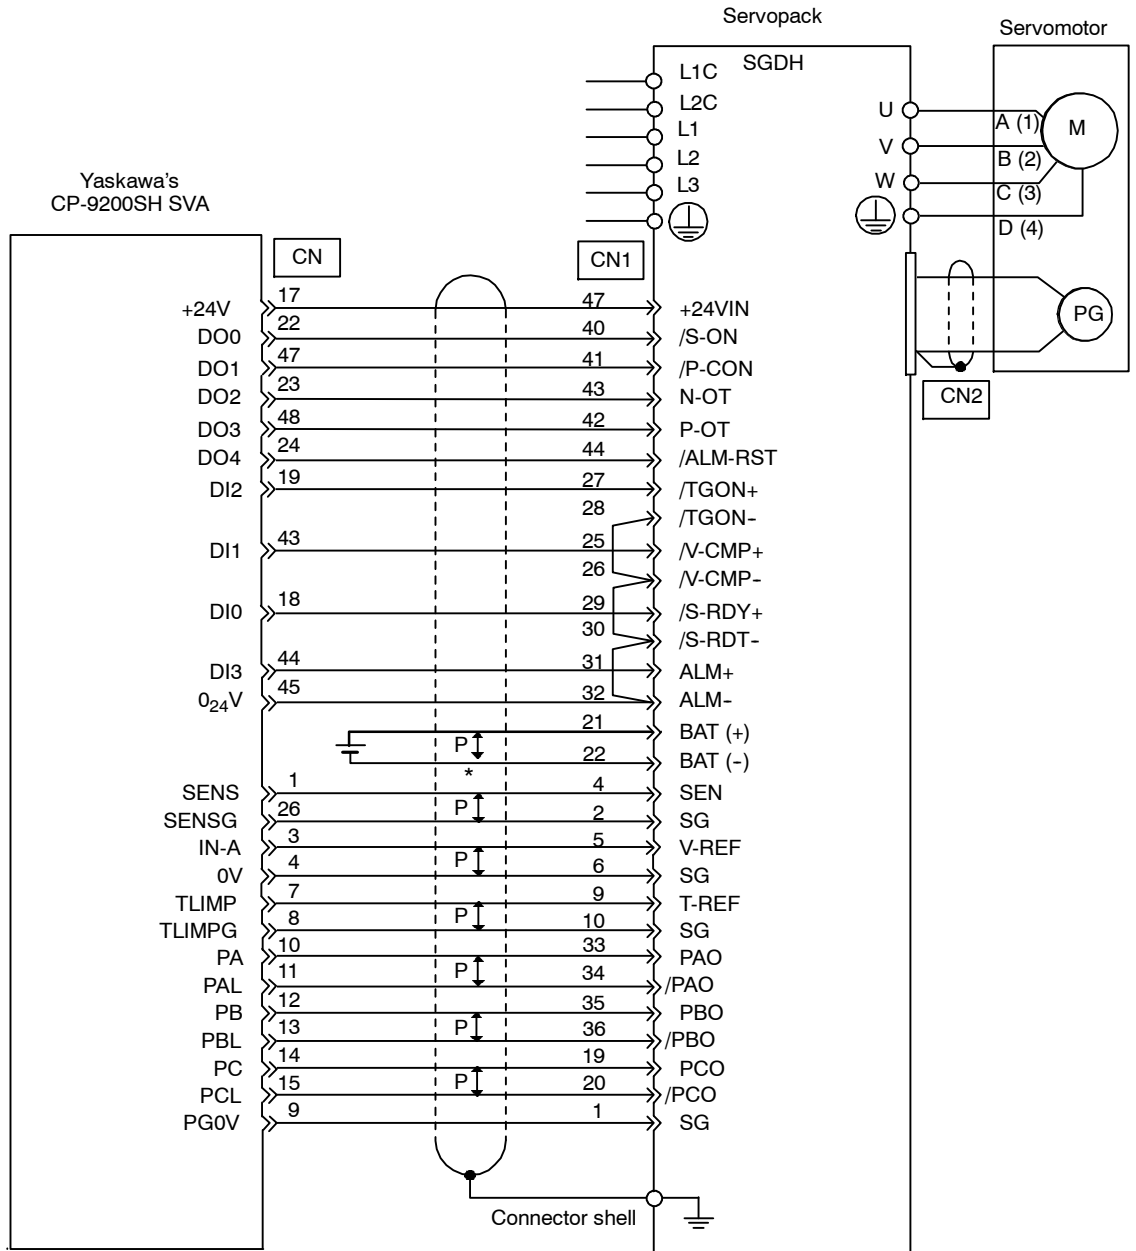 Servopack
Servomotor
SGDH
L1C
L2C
L1
L2
L3
U
V
W
A (1)
B (2)
C (3)
D (4)
M
PG
CN2
Yaskawa's
CP-9200SH SVA
CN
CN1
+24V 17 47 +24VIN
DO0 22 40 /S-ON
DO1 47 41 /P-CON
DO2 23 43 N-OT
DO3 48 42 P-OT
DO4 24 44 /ALM-RST
DI2 19 27 /TGON+
28 /TGON-
DI1 43 25 /V-CMP+
26 /V-CMP-
DI0 18 29 /S-RDY+
30 /S-RDT-
DI3 44 31 ALM+
0₂₄V 45 32 ALM-
21 BAT (+)
P
22 BAT (-)
*
SENS 1 4 SEN
P
SENSG 26 2 SG
IN-A 3 5 V-REF
P
0V 4 6 SG
TLIMP 7 9 T-REF
P
TLIMPG 8 10 SG
PA 10 33 PAO
P
PAL 11 34 /PAO
PB 12 35 PBO
P
PBL 13 36 /PBO
PC 14 19 PCO
P
PCL 15 20 /PCO
PG0V 9 1 SG
Connector shell